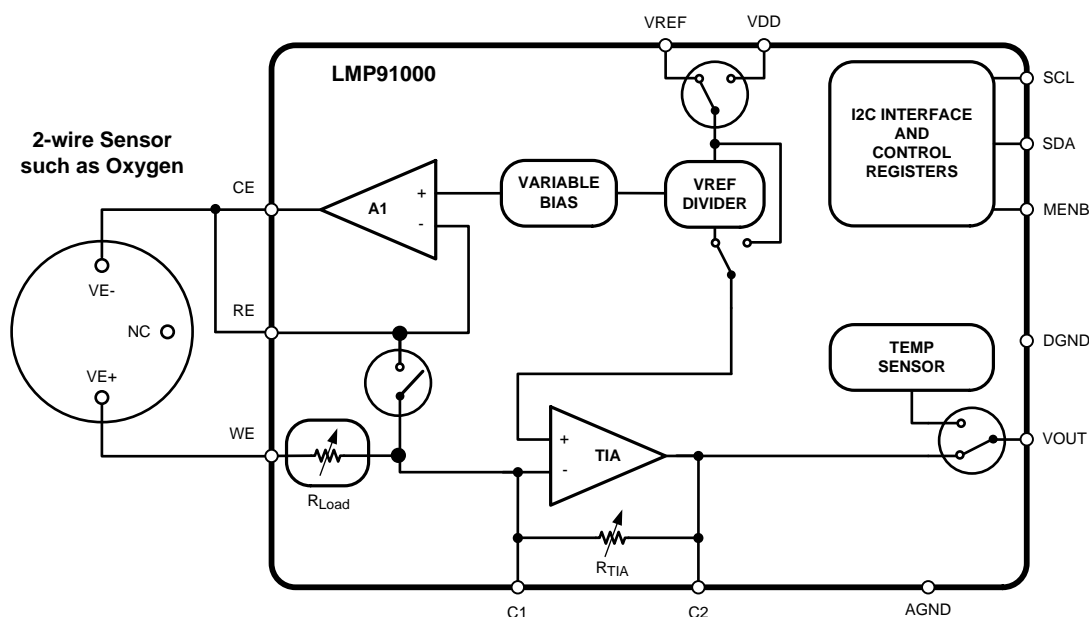 VREF
VDD
LMP91000
SCL
I2C INTERFACE
AND
CONTROL
REGISTERS
SDA
MENB
2-wire Sensor
such as Oxygen
CE
A1
+
-
VARIABLE
BIAS
VREF
DIVIDER
VE-
NC
VE+
RE
DGND
TEMP
SENSOR
WE
RLoad
+
-
TIA
VOUT
RTIA
C1
C2
AGND